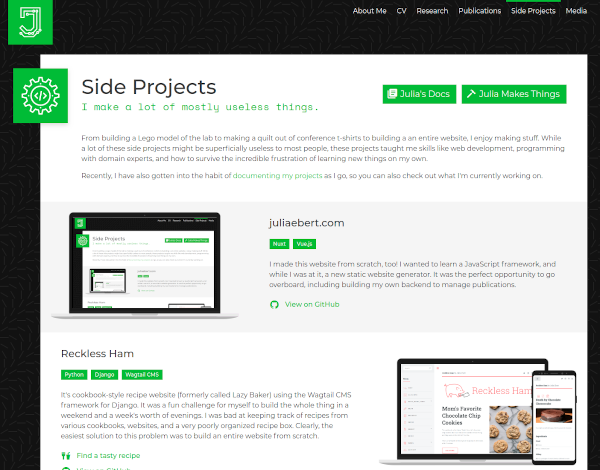 About Me CV Research Publications Side Projects Media
Side Projects
I make a lot of mostly useless things.
Julia's Docs
Julia Makes Things
From building a Lego model of the lab to making a quilt out of conference t-shirts to building a an entire website, I enjoy making stuff. While
a lot of these side projects might be superficially useless to most people, these projects taught me skills like web development, programming
with domain experts, and how to survive the incredible frustration of learning new things on my own.
Recently, I have also gotten into the habit of documenting my projects as I go, so you can also check out what I'm currently working on.
Side Projects
juliaebert.com
Nuxt Vue.js
I made this website from scratch, tool I wanted to learn a JavaScript framework, and
while I was at it, a new static website generator. It was the perfect opportunity to go
overboard, including building my own backend to manage publications.
View on GitHub
Reckless Ham
Python Django Wagtail CMS
It's cookbook-style recipe website (formerly called Lazy Baker) using the Wagtail CMS
framework for Django. It was a fun challenge for myself to build the whole thing in a
weekend and a week's worth of evenings. I was bad at keeping track of recipes from
various cookbooks, websites, and a very poorly organized recipe box. Clearly, the
easiest solution to this problem was to build an entire website from scratch.
Find a tasty recipe
View on GitHub
Reckless Ham
Mom's Favorite
Chocolate Chip
Cookies